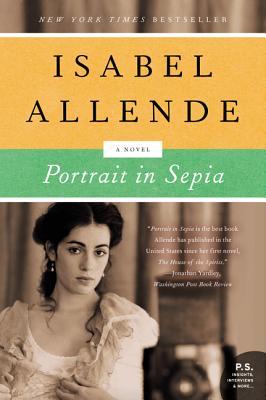 NEW YORK TIMES BESTSELLER
ISABEL
ALLENDE
A NOVEL
Portrait in Sepia
"Portrait in Sepia is the best book
Allende has published in the
United States since her first novel,
The House of the Spirits."
—Jonathan Yardley,
Washington Post Book Review
P.S.
INSIGHTS,
INTERVIEWS
& MORE...